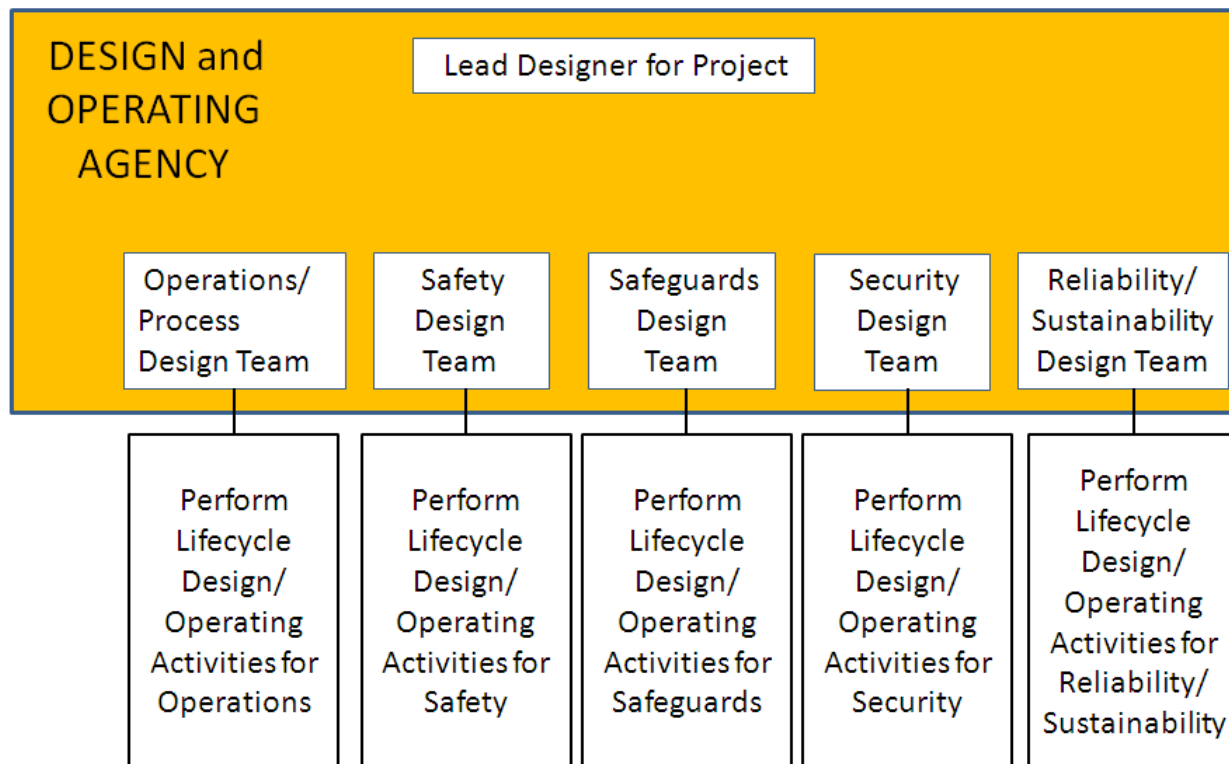 DESIGN and
OPERATING
AGENCY
Lead Designer for Project
Operations/
Process
Design Team
Safety
Design
Team
Safeguards
Design
Team
Security
Design
Team
Reliability/
Sustainability
Design Team
Perform
Lifecycle
Design/
Operating
Activities for
Operations
Perform
Lifecycle
Design/
Operating
Activities for
Safety
Perform
Lifecycle
Design/
Operating
Activities for
Safeguards
Perform
Lifecycle
Design/
Operating
Activities for
Security
Perform
Lifecycle
Design/
Operating
Activities for
Reliability/
Sustainability